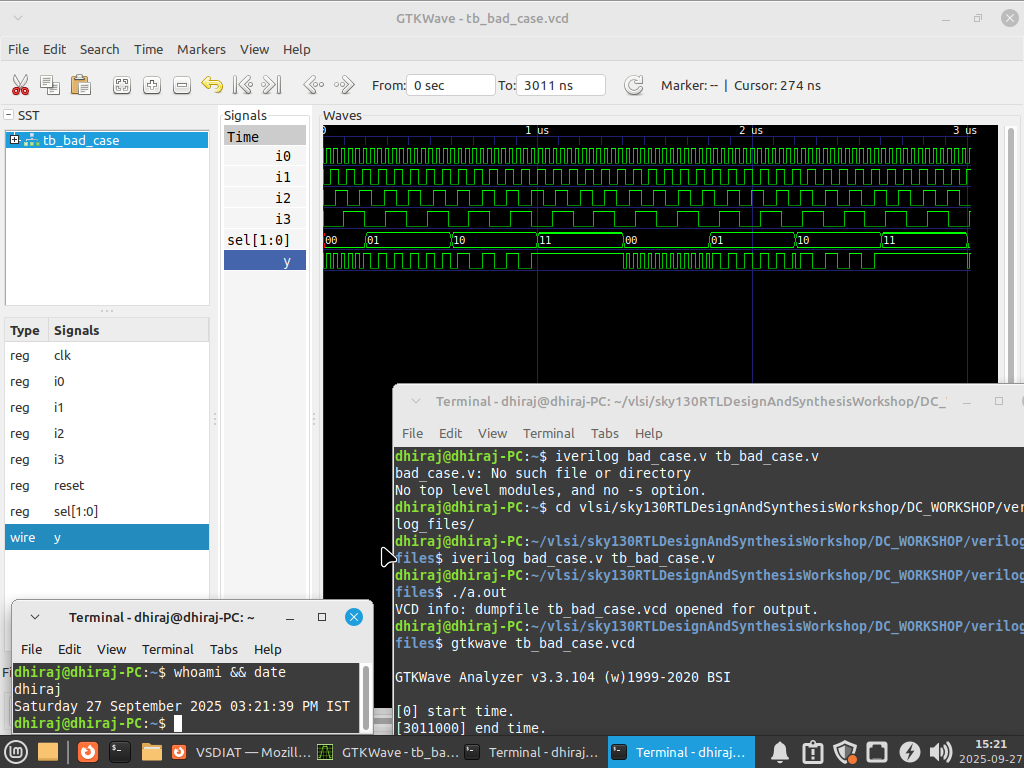 GTKWave - tb_bad_case.vcd
File Edit Search Time Markers View Help
From: 0 sec To: 3011 ns Marker: -- | Cursor: 274 ns
SST
tb_bad_case
Type Signals
reg clk
reg i0
reg i1
reg i2
reg i3
reg reset
reg sel[1:0]
wire y
Signals
Time
i0
i1
i2
i3
sel[1:0]
y
Waves
0 1 us 2 us 3 us
00 01 10 11 00 01 10 11
Terminal - dhiraj@dhiraj-PC: ~/vlsi/sky130RTLDesignAndSynthesisWorkshop/DC_
File Edit View Terminal Tabs Help
dhiraj@dhiraj-PC:~$ iverilog bad_case.v tb_bad_case.v
bad_case.v: No such file or directory
No top level modules, and no -s option.
dhiraj@dhiraj-PC:~$ cd vlsi/sky130RTLDesignAndSynthesisWorkshop/DC_WORKSHOP/ver
log_files/
dhiraj@dhiraj-PC:~/vlsi/sky130RTLDesignAndSynthesisWorkshop/DC_WORKSHOP/verilog
files$ iverilog bad_case.v tb_bad_case.v
dhiraj@dhiraj-PC:~/vlsi/sky130RTLDesignAndSynthesisWorkshop/DC_WORKSHOP/verilog
files$ ./a.out
VCD info: dumpfile tb_bad_case.vcd opened for output.
dhiraj@dhiraj-PC:~/vlsi/sky130RTLDesignAndSynthesisWorkshop/DC_WORKSHOP/verilog
files$ gtkwave tb_bad_case.vcd
GTKWave Analyzer v3.3.104 (w)1999-2020 BSI
[0] start time.
[3011000] end time.
Terminal - dhiraj@dhiraj-PC: ~
File Edit View Terminal Tabs Help
dhiraj@dhiraj-PC:~$ whoami && date
dhiraj
Saturday 27 September 2025 03:21:39 PM IST
dhiraj@dhiraj-PC:~$
VSDIAT — Mozill... GTKWave - tb_ba... Terminal - dhiraj... Terminal - dhiraj...
15:21
2025-09-27